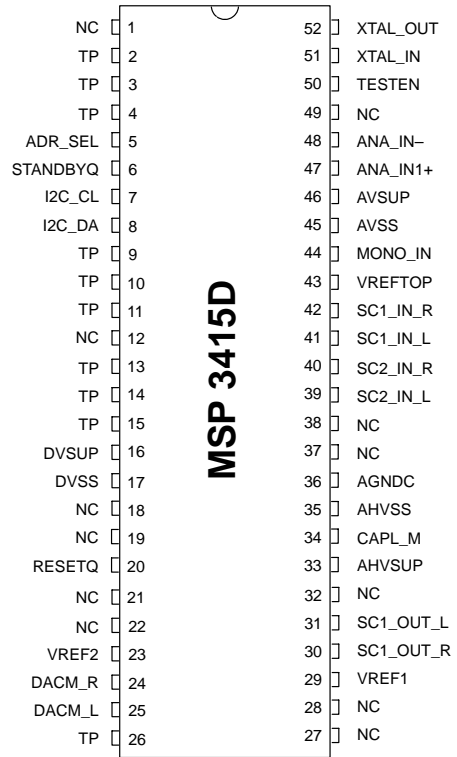 NC 1 52 XTAL_OUT
TP 2 51 XTAL_IN
TP 3 50 TESTEN
TP 4 49 NC
ADR_SEL 5 48 ANA_IN–
STANDBYQ 6 47 ANA_IN1+
I2C_CL 7 46 AVSUP
I2C_DA 8 45 AVSS
TP 9 44 MONO_IN
TP 10 43 VREFTOP
TP 11 42 SC1_IN_R
NC 12 41 SC1_IN_L
TP 13 40 SC2_IN_R
TP 14 39 SC2_IN_L
TP 15 38 NC
DVSUP 16 37 NC
DVSS 17 36 AGNDC
NC 18 35 AHVSS
NC 19 34 CAPL_M
RESETQ 20 33 AHVSUP
NC 21 32 NC
NC 22 31 SC1_OUT_L
VREF2 23 30 SC1_OUT_R
DACM_R 24 29 VREF1
DACM_L 25 28 NC
TP 26 27 NC
MSP 3415D